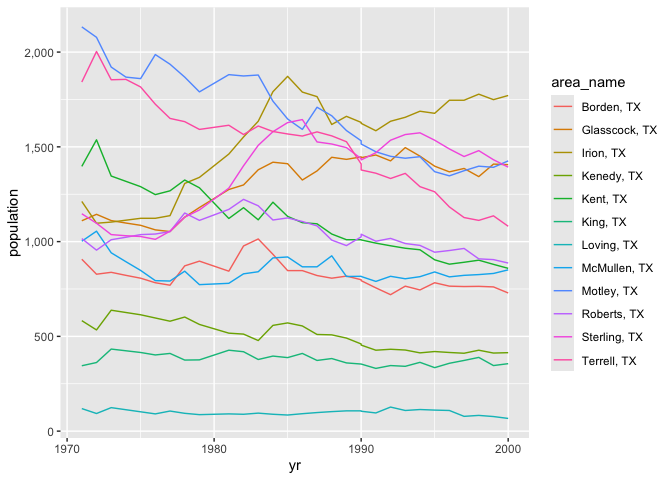 2,000
1,500
1,000
500
0
population
1970
1980
1990
2000
yr
area_name
Borden, TX
Glasscock, TX
Irion, TX
Kenedy, TX
Kent, TX
King, TX
Loving, TX
McMullen, TX
Motley, TX
Roberts, TX
Sterling, TX
Terrell, TX